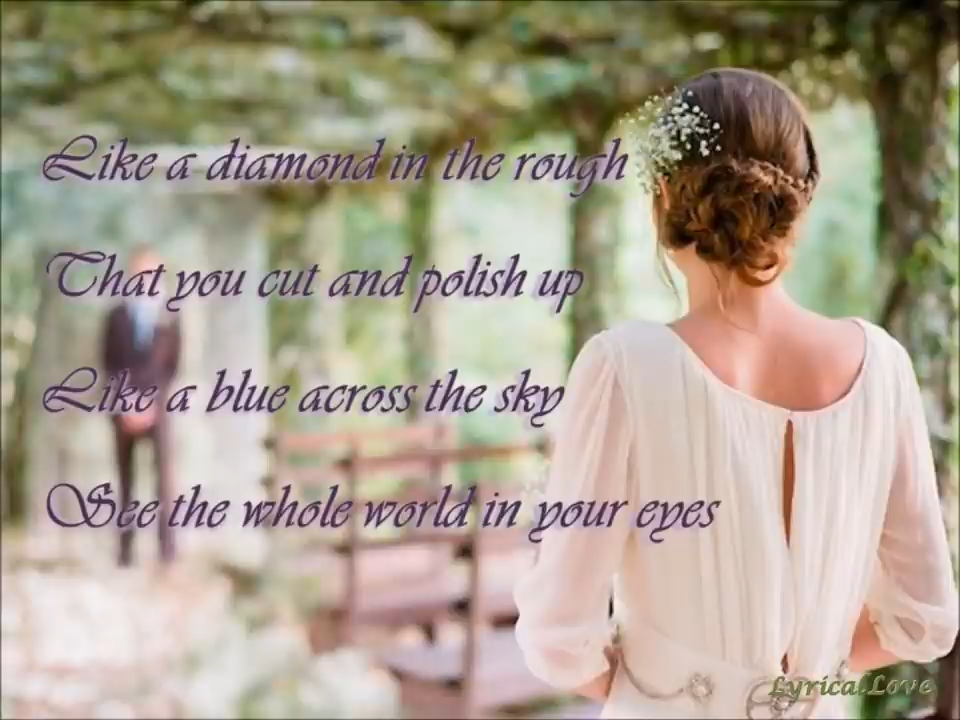 Like a diamond in the rough
That you cut and polish up
Like a blue across the sky
See the whole world in your eyes
LyricalLove